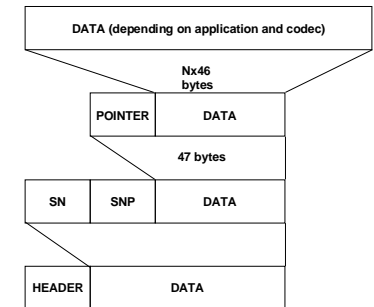 DATA (depending on application and codec)
Nx46
bytes
POINTER DATA
47 bytes
SN SNP DATA
HEADER DATA